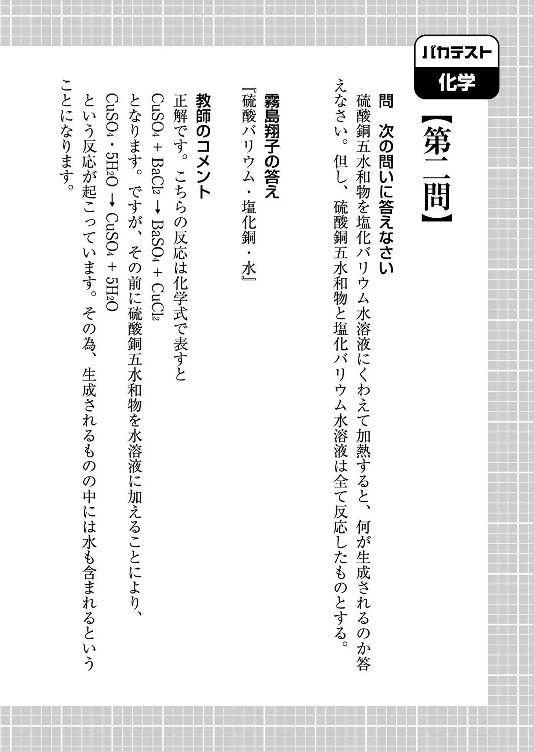 バカテスト
化学
【第二問】
問　次の問いに答えなさい
硫酸銅五水和物を塩化バリウム水溶液にくわえて加熱すると、何が生成されるのか答
えなさい。但し、硫酸銅五水和物と塩化バリウム水溶液は全て反応したものとする。
霧島翔子の答え
『硫酸バリウム・塩化銅・水』
教師のコメント
正解です。こちらの反応は化学式で表すと
CuSO₄ + BaCl₂ → BaSO₄ + CuCl₂
となります。ですが、その前に硫酸銅五水和物を水溶液に加えることにより、
CuSO₄・5H₂O → CuSO₄ + 5H₂O
という反応が起こっています。その為、生成されるものの中には水も含まれるという
ことになります。